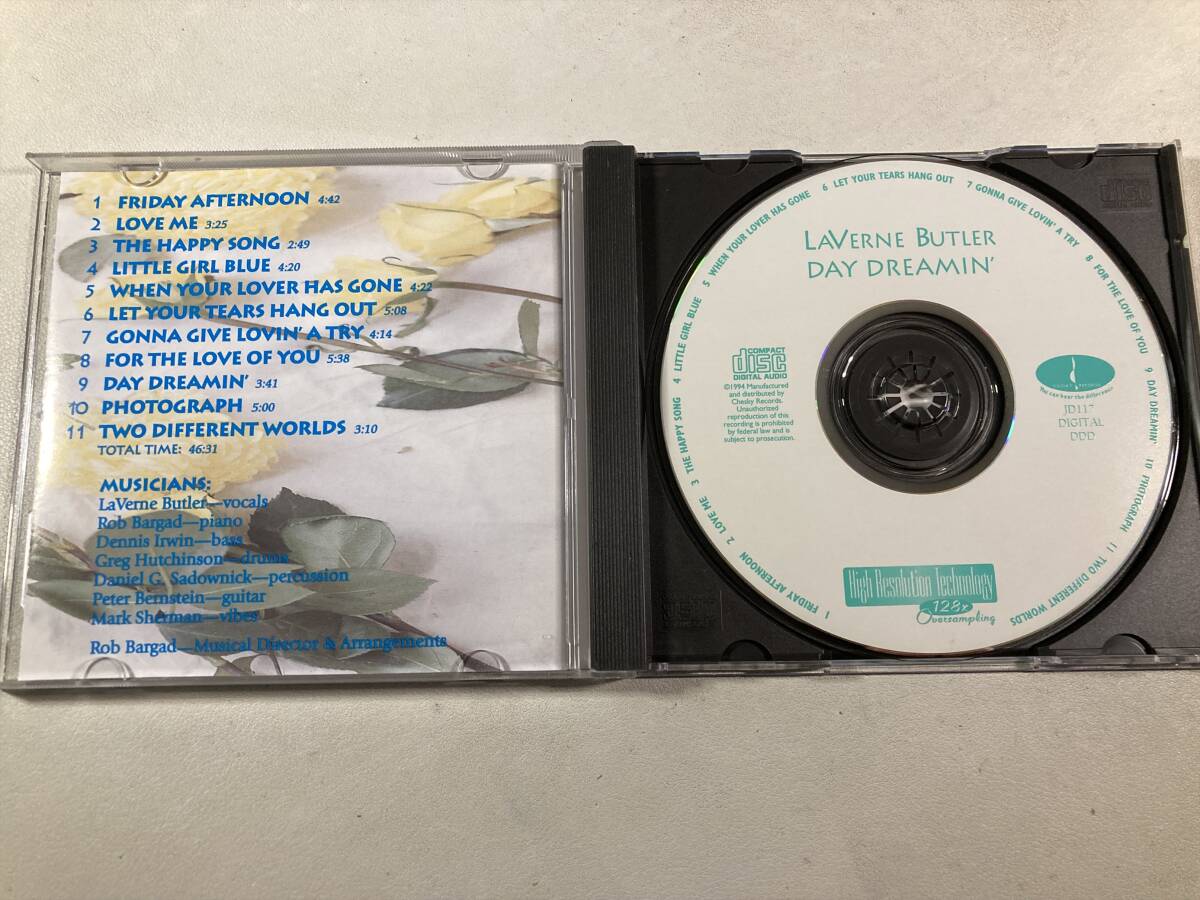 1 FRIDAY AFTERNOON 4:42
2 LOVE ME 3:25
3 THE HAPPY SONG 2:49
4 LITTLE GIRL BLUE 4:20
5 WHEN YOUR LOVER HAS GONE 4:22
6 LET YOUR TEARS HANG OUT 5:08
7 GONNA GIVE LOVIN' A TRY 4:14
8 FOR THE LOVE OF YOU 5:38
9 DAY DREAMIN' 3:41
10 PHOTOGRAPH 5:00
11 TWO DIFFERENT WORLDS 3:10
TOTAL TIME: 46:31
MUSICIANS:
LaVerne Butler—vocals
Rob Bargad—piano
Dennis Irwin—bass
Greg Hutchinson—drums
Daniel G. Sadownick—percussion
Peter Bernstein—guitar
Mark Sherman—vibes
Rob Bargad—Musical Director & Arrangements
LAVERNE BUTLER
DAY DREAMIN'
COMPACT
disc
DIGITAL AUDIO
©1994 Manufactured
and distributed by
Chesky Records.
Unauthorized
reproduction of this
recording is prohibited
by federal law and is
subject to prosecution.
CHESKY RECORDS
You can hear the difference
JD117
DIGITAL
DDD
High Resolution Technology
128x
Oversampling
1 FRIDAY AFTERNOON 2 LOVE ME 3 THE HAPPY SONG 4 LITTLE GIRL BLUE 5 WHEN YOUR LOVER HAS GONE 6 LET YOUR TEARS HANG OUT 7 GONNA GIVE LOVIN' A TRY 8 FOR THE LOVE OF YOU 9 DAY DREAMIN' 10 PHOTOGRAPH 11 TWO DIFFERENT WORLDS
disc